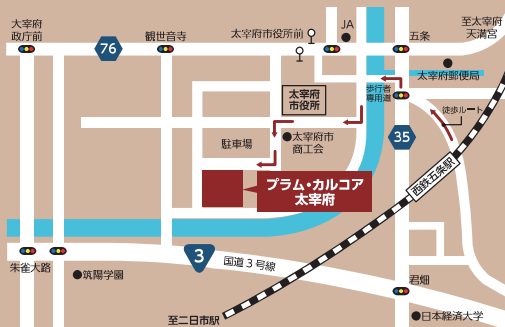 大宰府
政庁前
76
観世音寺
太宰府市役所前
JA
五条
至太宰府
天満宮
太宰府郵便局
歩行者
専用道
太宰府
市役所
徒歩ルート
35
駐車場
太宰府市
商工会
西鉄五条駅
プラム・カルコア
太宰府
3
国道3号線
朱雀大路
筑陽学園
君畑
至二日市駅
日本経済大学